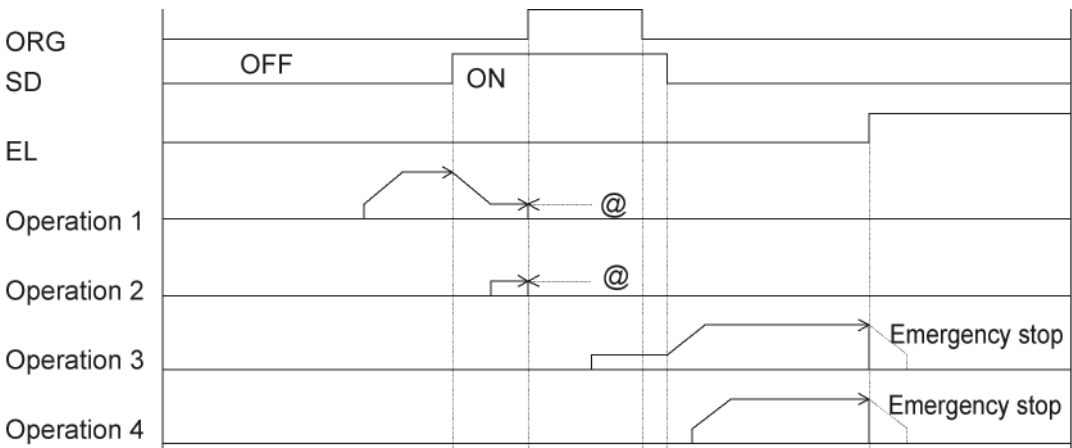 ORG
OFF
SD
ON
EL
@
Operation 1
@
Operation 2
Emergency stop
Operation 3
Emergency stop
Operation 4